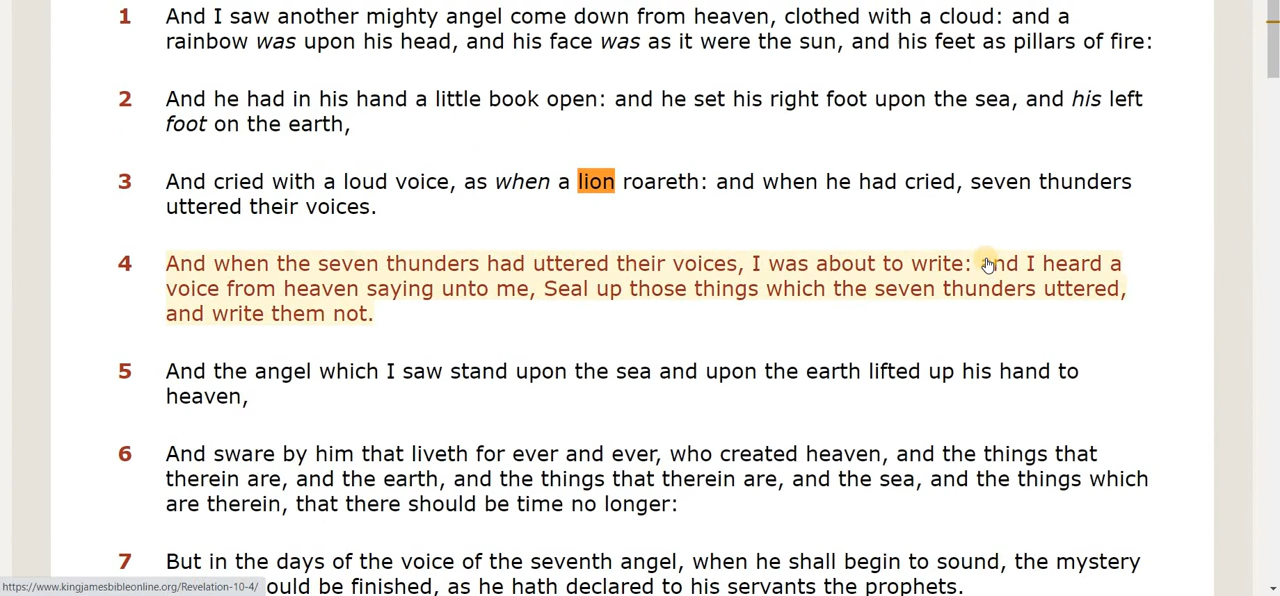 1 And I saw another mighty angel come down from heaven, clothed with a cloud: and a
rainbow was upon his head, and his face was as it were the sun, and his feet as pillars of fire:
2 And he had in his hand a little book open: and he set his right foot upon the sea, and his left
foot on the earth,
3 And cried with a loud voice, as when a lion roareth: and when he had cried, seven thunders
uttered their voices.
4 And when the seven thunders had uttered their voices, I was about to write: and I heard a
voice from heaven saying unto me, Seal up those things which the seven thunders uttered,
and write them not.
5 And the angel which I saw stand upon the sea and upon the earth lifted up his hand to
heaven,
6 And sware by him that liveth for ever and ever, who created heaven, and the things that
therein are, and the earth, and the things that therein are, and the sea, and the things which
are therein, that there should be time no longer:
7 But in the days of the voice of the seventh angel, when he shall begin to sound, the mystery
ould be finished, as he hath declared to his servants the prophets.
https://www.kingjamesbibleonline.org/Revelation-10-4/